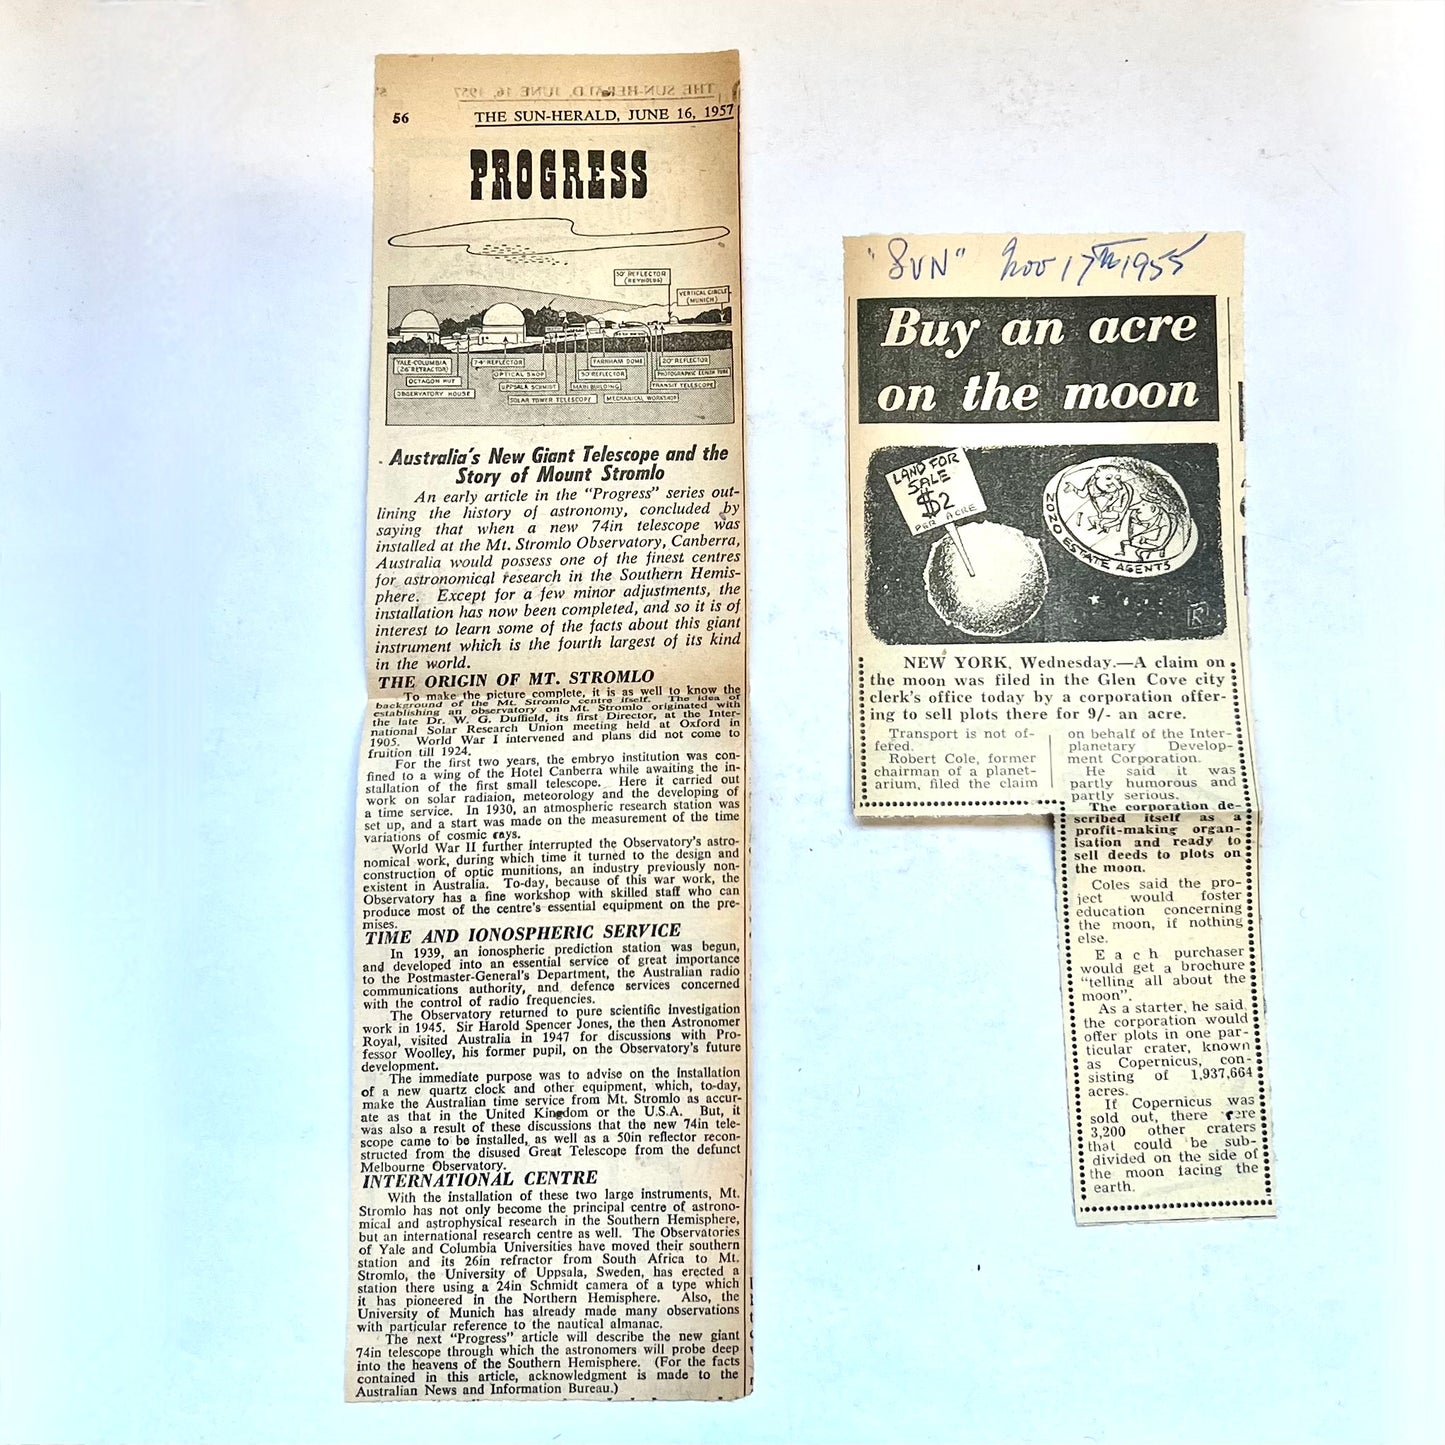 THE SUN-HERALD, JUNE 16, 1957
56
THE SUN-HERALD, JUNE 16, 1957
PROGRESS
30" REFLECTOR
(REYNOLDS)
VERTICAL CIRCLE
(MUNICH)
YALE-COLUMBIA
(26" REFRACTOR)
74" REFLECTOR
FARNHAM DOME
20" REFLECTOR
OCTAGON HUT
OPTICAL SHOP
50" REFLECTOR
PHOTOGRAPHIC ZENITH TUBE
OBSERVATORY HOUSE
UPPSALA SCHMIDT
MAIN BUILDING
TRANSIT TELESCOPE
SOLAR TOWER TELESCOPE
MECHANICAL WORKSHOP
Australia's New Giant Telescope and the
Story of Mount Stromlo
An early article in the "Progress" series out-
lining the history of astronomy, concluded by
saying that when a new 74in telescope was
installed at the Mt. Stromlo Observatory, Canberra,
Australia would possess one of the finest centres
for astronomical research in the Southern Hemis-
phere. Except for a few minor adjustments, the
installation has now been completed, and so it is of
interest to learn some of the facts about this giant
instrument which is the fourth largest of its kind
in the world.
THE ORIGIN OF MT. STROMLO
To make the picture complete, it is as well to know the
background of the Mt. Stromlo centre itself. The idea of
establishing an observatory on Mt. Stromlo originated with
the late Dr. W. G. Duffield, its first Director, at the Inter-
national Solar Research Union meeting held at Oxford in
1905. World War I intervened and plans did not come to
fruition till 1924.
For the first two years, the embryo institution was con-
fined to a wing of the Hotel Canberra while awaiting the in-
stallation of the first small telescope. Here it carried out
work on solar radiaion, meteorology and the developing of
a time service. In 1930, an atmospheric research station was
set up, and a start was made on the measurement of the time
variations of cosmic rays.
World War II further interrupted the Observatory's astro-
nomical work, during which time it turned to the design and
construction of optic munitions, an industry previously non-
existent in Australia. To-day, because of this war work, the
Observatory has a fine workshop with skilled staff who can
produce most of the centre's essential equipment on the pre-
mises.
TIME AND IONOSPHERIC SERVICE
In 1939, an ionospheric prediction station was begun,
and developed into an essential service of great importance
to the Postmaster-General's Department, the Australian radio
communications authority, and defence services concerned
with the control of radio frequencies.
The Observatory returned to pure scientific investigation
work in 1945. Sir Harold Spencer Jones, the then Astronomer
Royal, visited Australia in 1947 for discussions with Pro-
fessor Woolley, his former pupil, on the Observatory's future
development.
The immediate purpose was to advise on the installation
of a new quartz clock and other equipment, which, to-day,
make the Australian time service from Mt. Stromlo as accur-
ate as that in the United Kingdom or the U.S.A. But, it
was also a result of these discussions that the new 74in tele-
scope came to be installed, as well as a 50in reflector recon-
structed from the disused Great Telescope from the defunct
Melbourne Observatory.
INTERNATIONAL CENTRE
With the installation of these two large instruments, Mt.
Stromlo has not only become the principal centre of astrono-
mical and astrophysical research in the Southern Hemisphere,
but an international research centre as well. The Observatories
of Yale and Columbia Universities have moved their southern
station and its 26in refractor from South Africa to Mt.
Stromlo, the University of Uppsala, Sweden, has erected a
station there using a 24in Schmidt camera of a type which
it has pioneered in the Northern Hemisphere. Also, the
University of Munich has already made many observations
with particular reference to the nautical almanac.
The next "Progress" article will describe the new giant
74in telescope through which the astronomers will probe deep
into the heavens of the Southern Hemisphere. (For the facts
contained in this article, acknowledgment is made to the
Australian News and Information Bureau.)
"SUN" Nov 17th 1955
Buy an acre
on the moon
LAND FOR
SALE
$2
PER ACRE
NOZO ESTATE AGENTS
R
NEW YORK, Wednesday.—A claim on
the moon was filed in the Glen Cove city
clerk's office today by a corporation offer-
ing to sell plots there for 9/- an acre.
Transport is not of-
fered.
Robert Cole, former
chairman of a planet-
arium, filed the claim
on behalf of the Inter-
planetary Develop-
ment Corporation.
He said it was
partly humorous and
partly serious.
The corporation de-
scribed itself as a
profit-making organ-
isation and ready to
sell deeds to plots on
the moon.
Coles said the pro-
ject would foster
education concerning
the moon, if nothing
else.
Each purchaser
would get a brochure
"telling all about the
moon".
As a starter, he said,
the corporation would
offer plots in one par-
ticular crater, known
as Copernicus, con-
sisting of 1,937,664
acres.
If Copernicus was
sold out, there were
3,200 other craters
that could be sub-
divided on the side of
the moon facing the
earth.